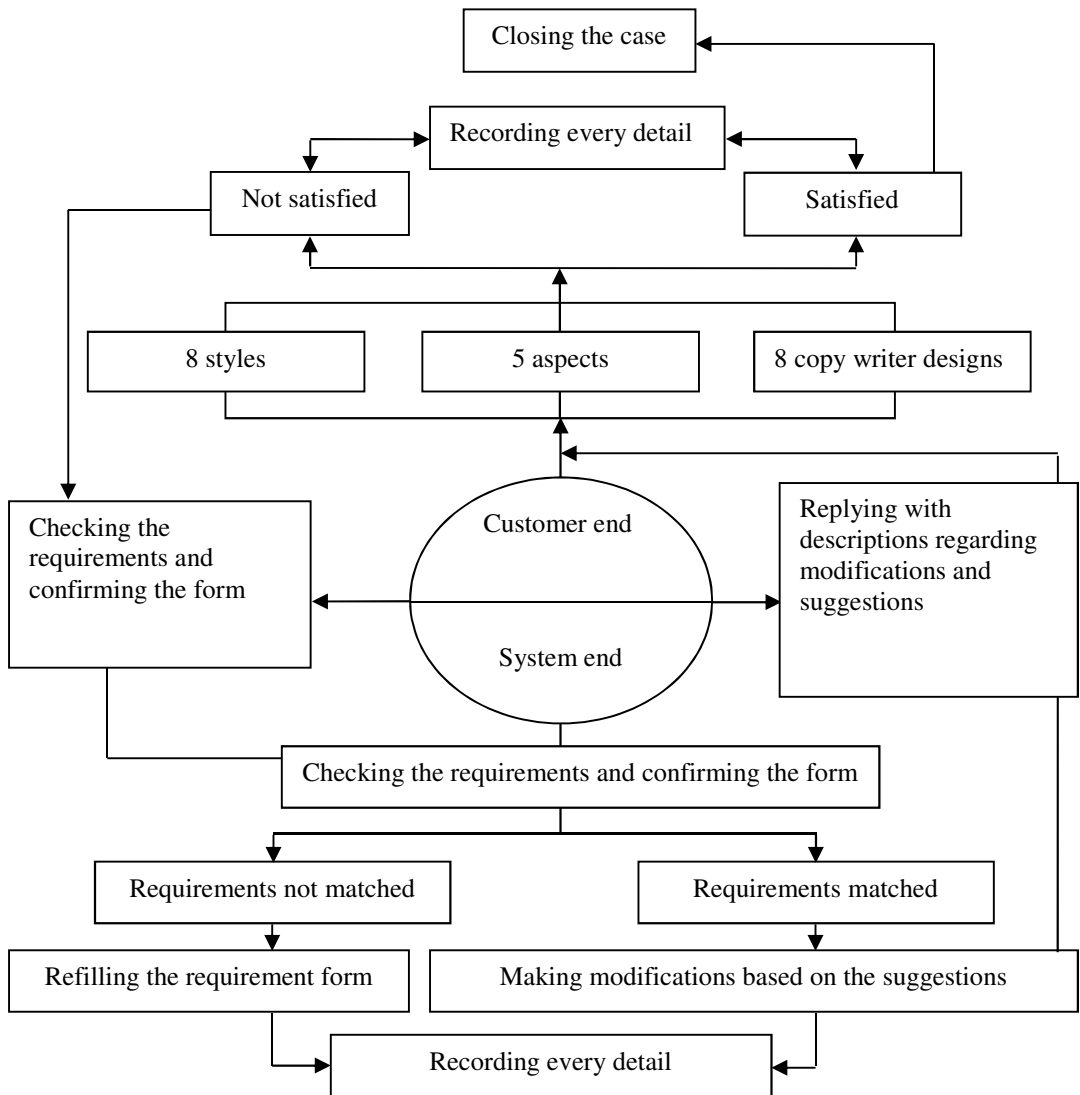 Closing the case
Recording every detail
Not satisfied
Satisfied
8 styles
5 aspects
8 copy writer designs
Checking the
requirements and
confirming the form
Customer end
System end
Replying with
descriptions regarding
modifications and
suggestions
Checking the requirements and confirming the form
Requirements not matched
Requirements matched
Refilling the requirement form
Making modifications based on the suggestions
Recording every detail